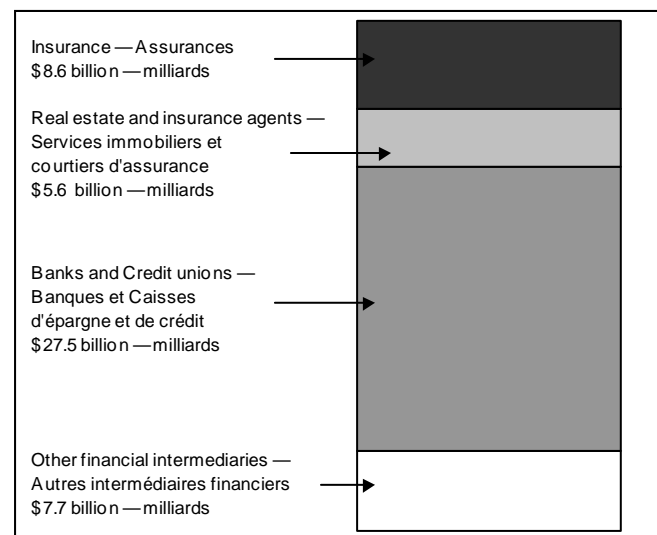 Insurance — Assurances
$8.6 billion — milliards
Real estate and insurance agents —
Services immobiliers et
courtiers d'assurance
$5.6 billion — milliards
Banks and Credit unions —
Banques et Caisses
d'épargne et de crédit
$27.5 billion — milliards
Other financial intermediaries —
Autres intermédiaires financiers
$7.7 billion — milliards